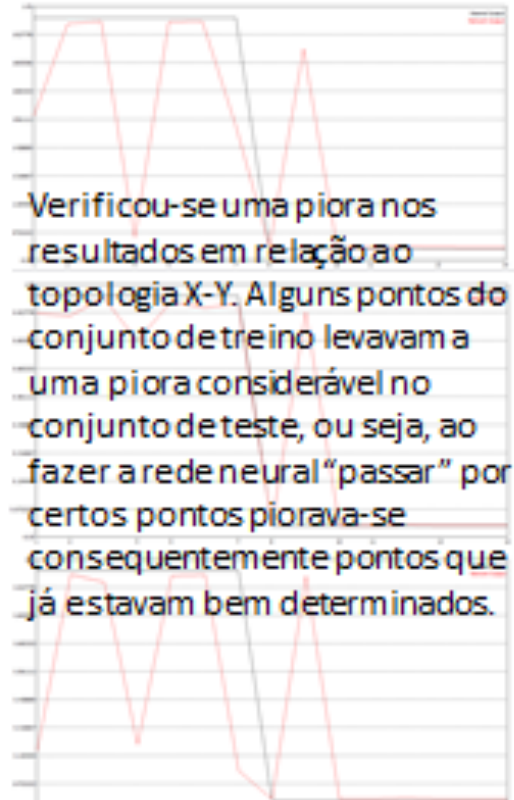 Verificou-se uma piora nos
resultados em relação ao
topologia X-Y. Alguns pontos do
conjunto de treino levavam a
uma piora considerável no
conjunto de teste, ou seja, ao
fazer a rede neural “passar” por
certos pontos piorava-se
consequentemente pontos que
já estavam bem determinados.